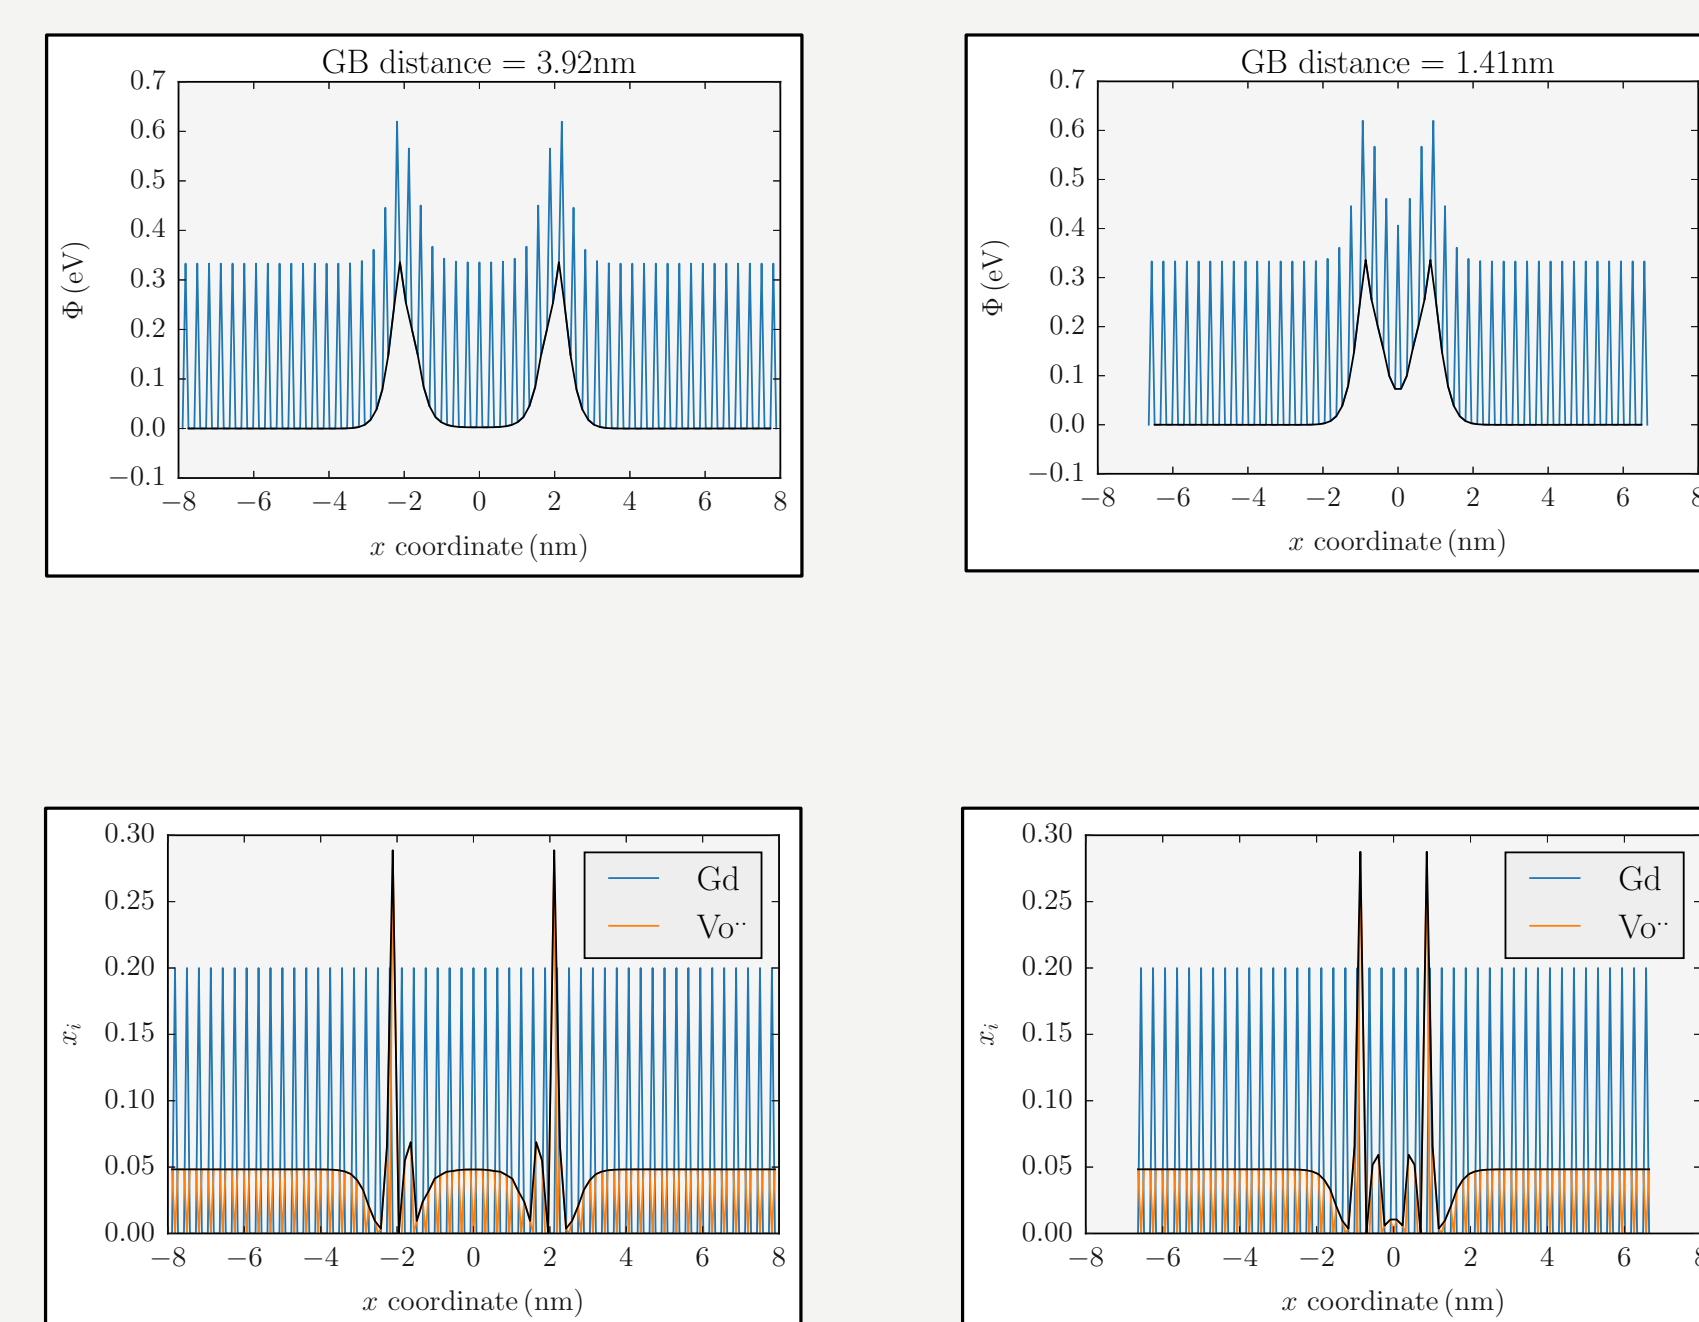 GB distance = 3.92nm
0.7
0.6
0.5
0.4
0.3
0.2
0.1
0.0
−0.1
Φ (eV)
−8 −6 −4 −2 0 2 4 6 8
x coordinate (nm)
GB distance = 1.41nm
0.7
0.6
0.5
0.4
0.3
0.2
0.1
0.0
−0.1
Φ (eV)
−8 −6 −4 −2 0 2 4 6 8
x coordinate (nm)
0.30
0.25
0.20
0.15
0.10
0.05
0.00
xᵢ
Gd
Vo··
−8 −6 −4 −2 0 2 4 6 8
x coordinate (nm)
0.30
0.25
0.20
0.15
0.10
0.05
0.00
xᵢ
Gd
Vo··
−8 −6 −4 −2 0 2 4 6 8
x coordinate (nm)